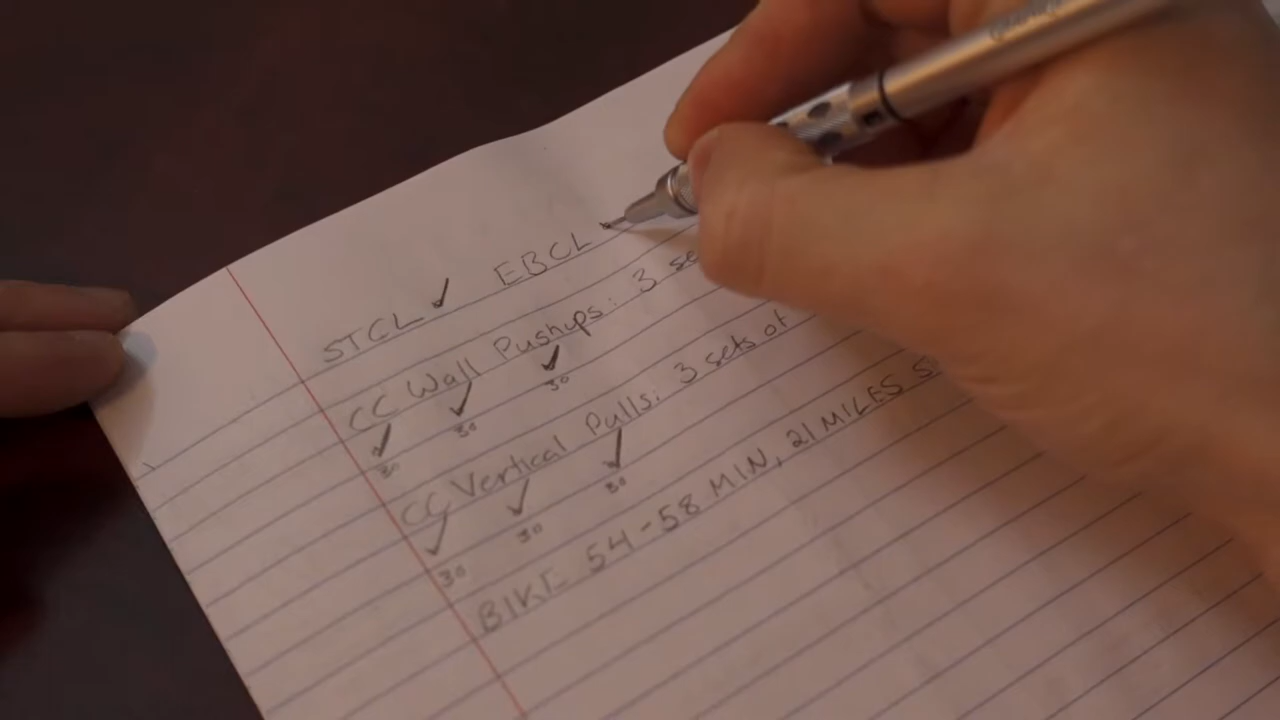 STCL ✓ EBCL
CC Wall Pushups: 3 se
30 30 30
CC Vertical Pulls: 3 sets of
30 30 30
BIKE: 54-58 MIN, 21 MILES